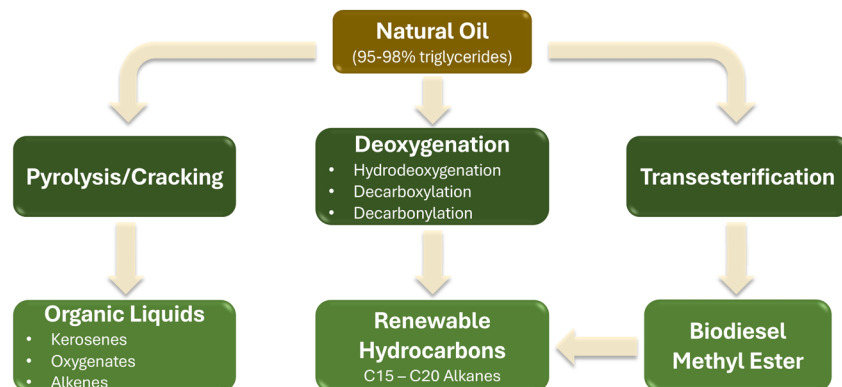 Natural Oil
(95-98% triglycerides)
Pyrolysis/Cracking
Deoxygenation
• Hydrodeoxygenation
• Decarboxylation
• Decarbonylation
Transesterification
Organic Liquids
• Kerosenes
• Oxygenates
• Alkenes
Renewable
Hydrocarbons
C15 – C20 Alkanes
Biodiesel
Methyl Ester